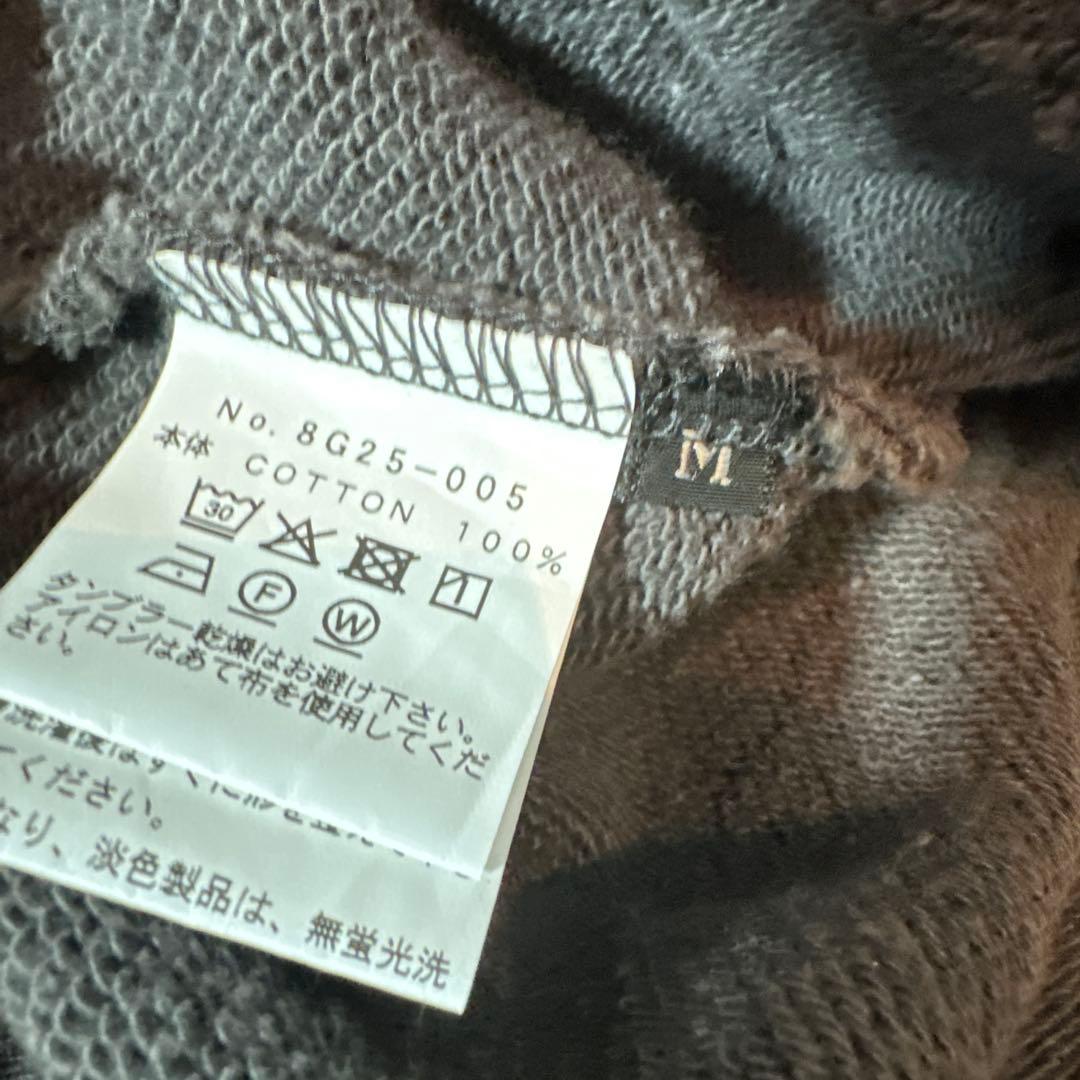 No. 8G25-005
本体 COTTON 100%
30
F W
タンブラー乾燥はお避け下さい。
アイロンはあて布を使用してくだ
さい。
ください。
なり、淡色製品は、無蛍光洗
M